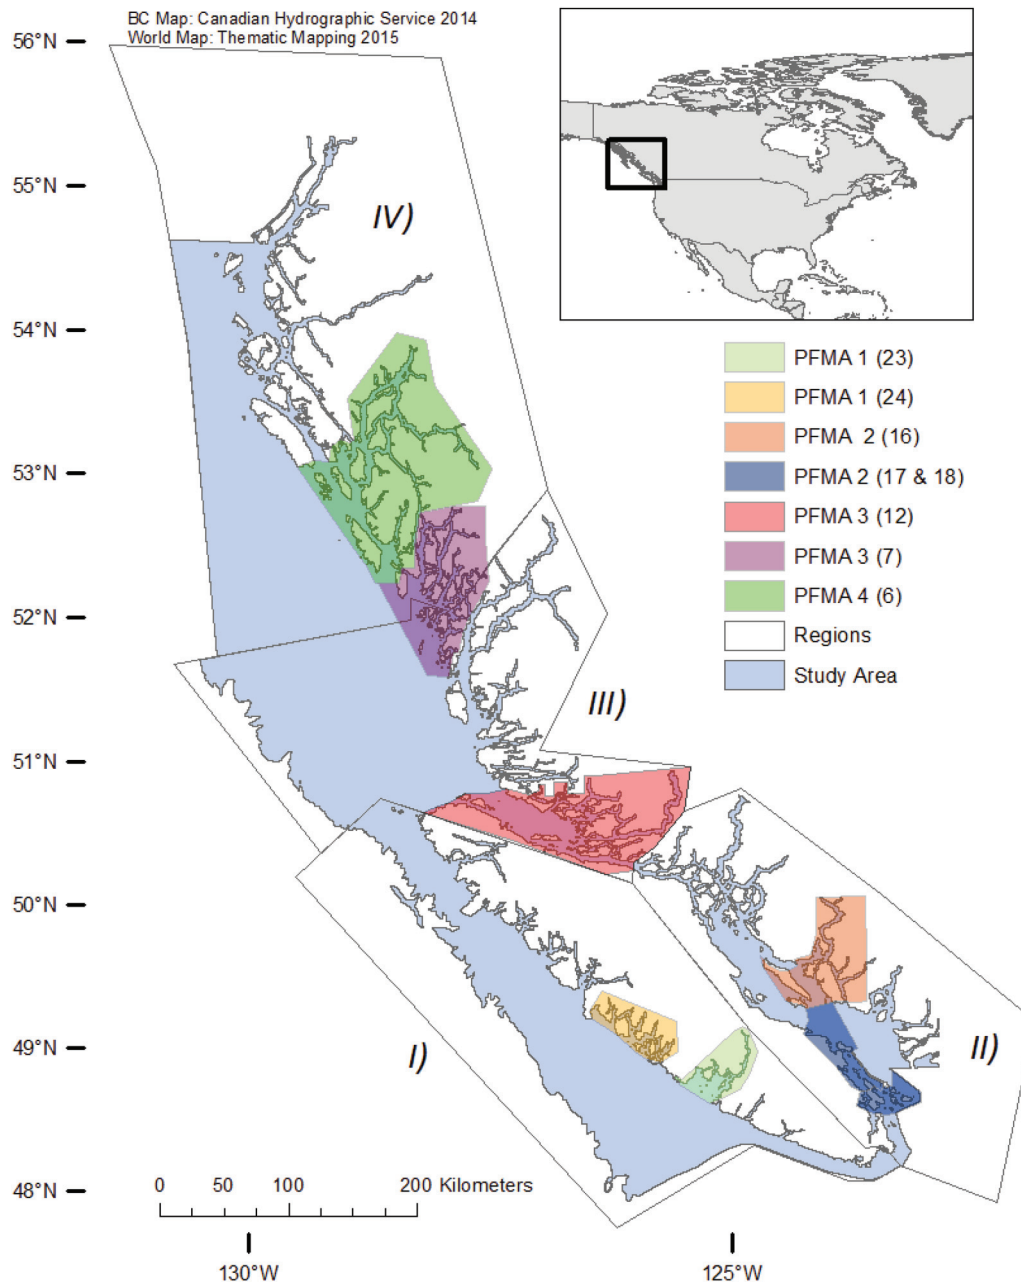 BC Map: Canadian Hydrographic Service 2014
World Map: Thematic Mapping 2015
56°N
55°N
54°N
53°N
52°N
51°N
50°N
49°N
48°N
IV)
III)
I)
II)
PFMA 1 (23)
PFMA 1 (24)
PFMA 2 (16)
PFMA 2 (17 & 18)
PFMA 3 (12)
PFMA 3 (7)
PFMA 4 (6)
Regions
Study Area
0 50 100 200 Kilometers
130°W 125°W